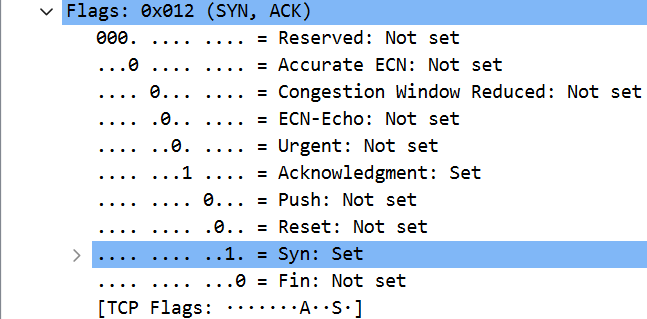 Flags: 0x012 (SYN, ACK)
000. .... .... = Reserved: Not set
...0 .... .... = Accurate ECN: Not set
.... 0... .... = Congestion Window Reduced: Not set
.... .0.. .... = ECN-Echo: Not set
.... ..0. .... = Urgent: Not set
.... ...1 .... = Acknowledgment: Set
.... .... 0... = Push: Not set
.... .... .0.. = Reset: Not set
.... .... ..1. = Syn: Set
.... .... ...0 = Fin: Not set
[TCP Flags: ·······A··S·]